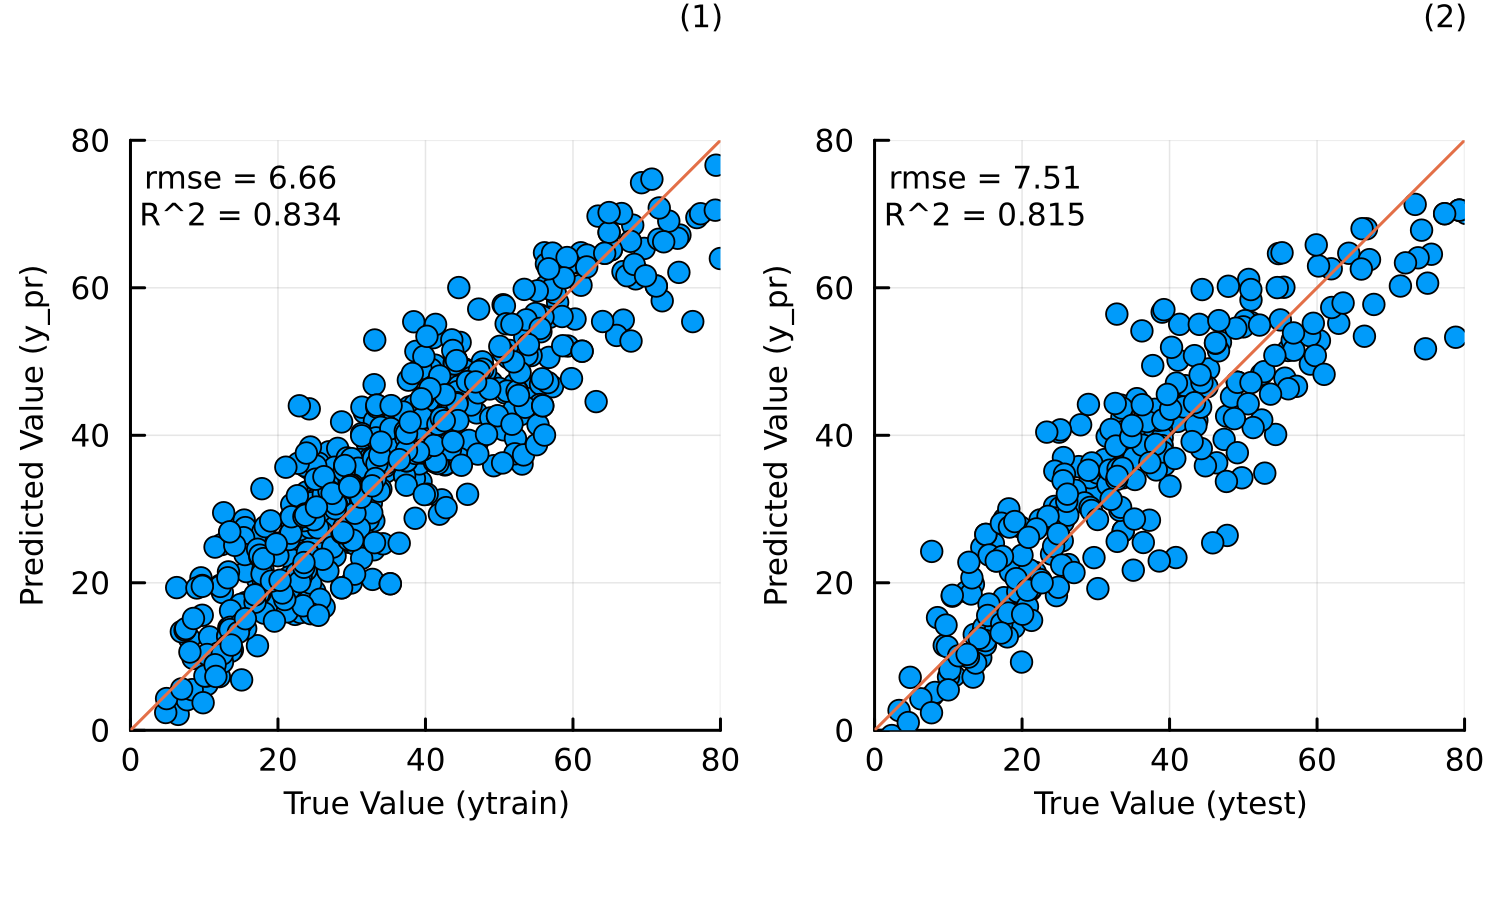 (1)
80
60
40
20
0
Predicted Value (y_pr)
rmse = 6.66
R^2 = 0.834
0 20 40 60 80
True Value (ytrain)
(2)
80
60
40
20
0
Predicted Value (y_pr)
rmse = 7.51
R^2 = 0.815
0 20 40 60 80
True Value (ytest)